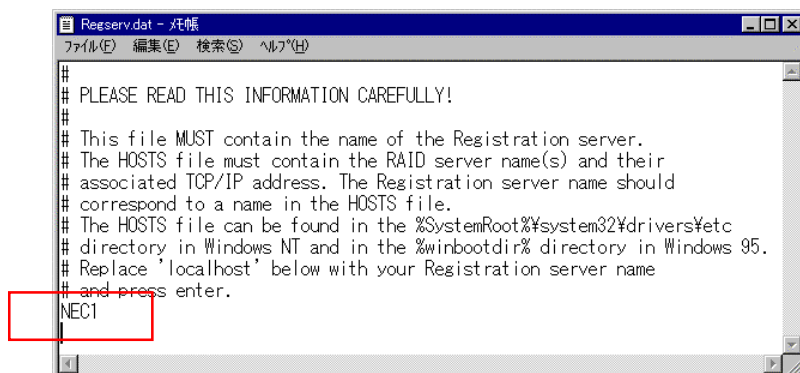 Regserv.dat - メモ帳
ファイル(F) 編集(E) 検索(S) ヘルプ(H)
#
# PLEASE READ THIS INFORMATION CAREFULLY!
#
# This file MUST contain the name of the Registration server.
# The HOSTS file must contain the RAID server name(s) and their
# associated TCP/IP address. The Registration server name should
# correspond to a name in the HOSTS file.
# The HOSTS file can be found in the %SystemRoot%¥system32¥drivers¥etc
# directory in Windows NT and in the %winbootdir% directory in Windows 95.
# Replace 'localhost' below with your Registration server name
# and press enter.
NEC1